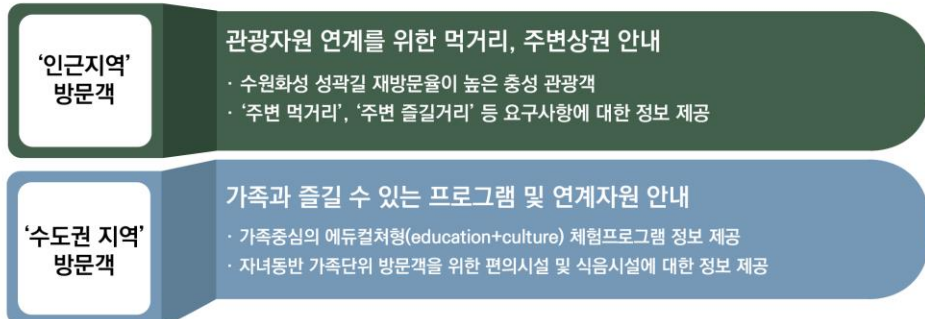 ‘인근지역’
방문객
관광자원 연계를 위한 먹거리, 주변상권 안내
· 수원화성 성곽길 재방문율이 높은 충성 관광객
· ‘주변 먹거리’, ‘주변 즐길거리’ 등 요구사항에 대한 정보 제공
‘수도권 지역’
방문객
가족과 즐길 수 있는 프로그램 및 연계자원 안내
· 가족중심의 에듀컬쳐형(education+culture) 체험프로그램 정보 제공
· 자녀동반 가족단위 방문객을 위한 편의시설 및 식음시설에 대한 정보 제공